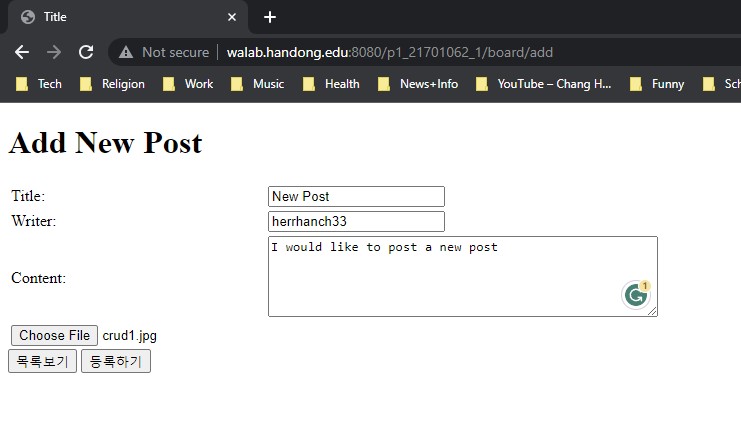 Title
Not secure walab.handong.edu:8080/p1_21701062_1/board/add
Tech Religion Work Music Health News+Info YouTube – Chang H... Funny Sch
Add New Post
Title: New Post
Writer: herrhanch33
Content: I would like to post a new post
1
Choose File crud1.jpg
목록보기 등록하기